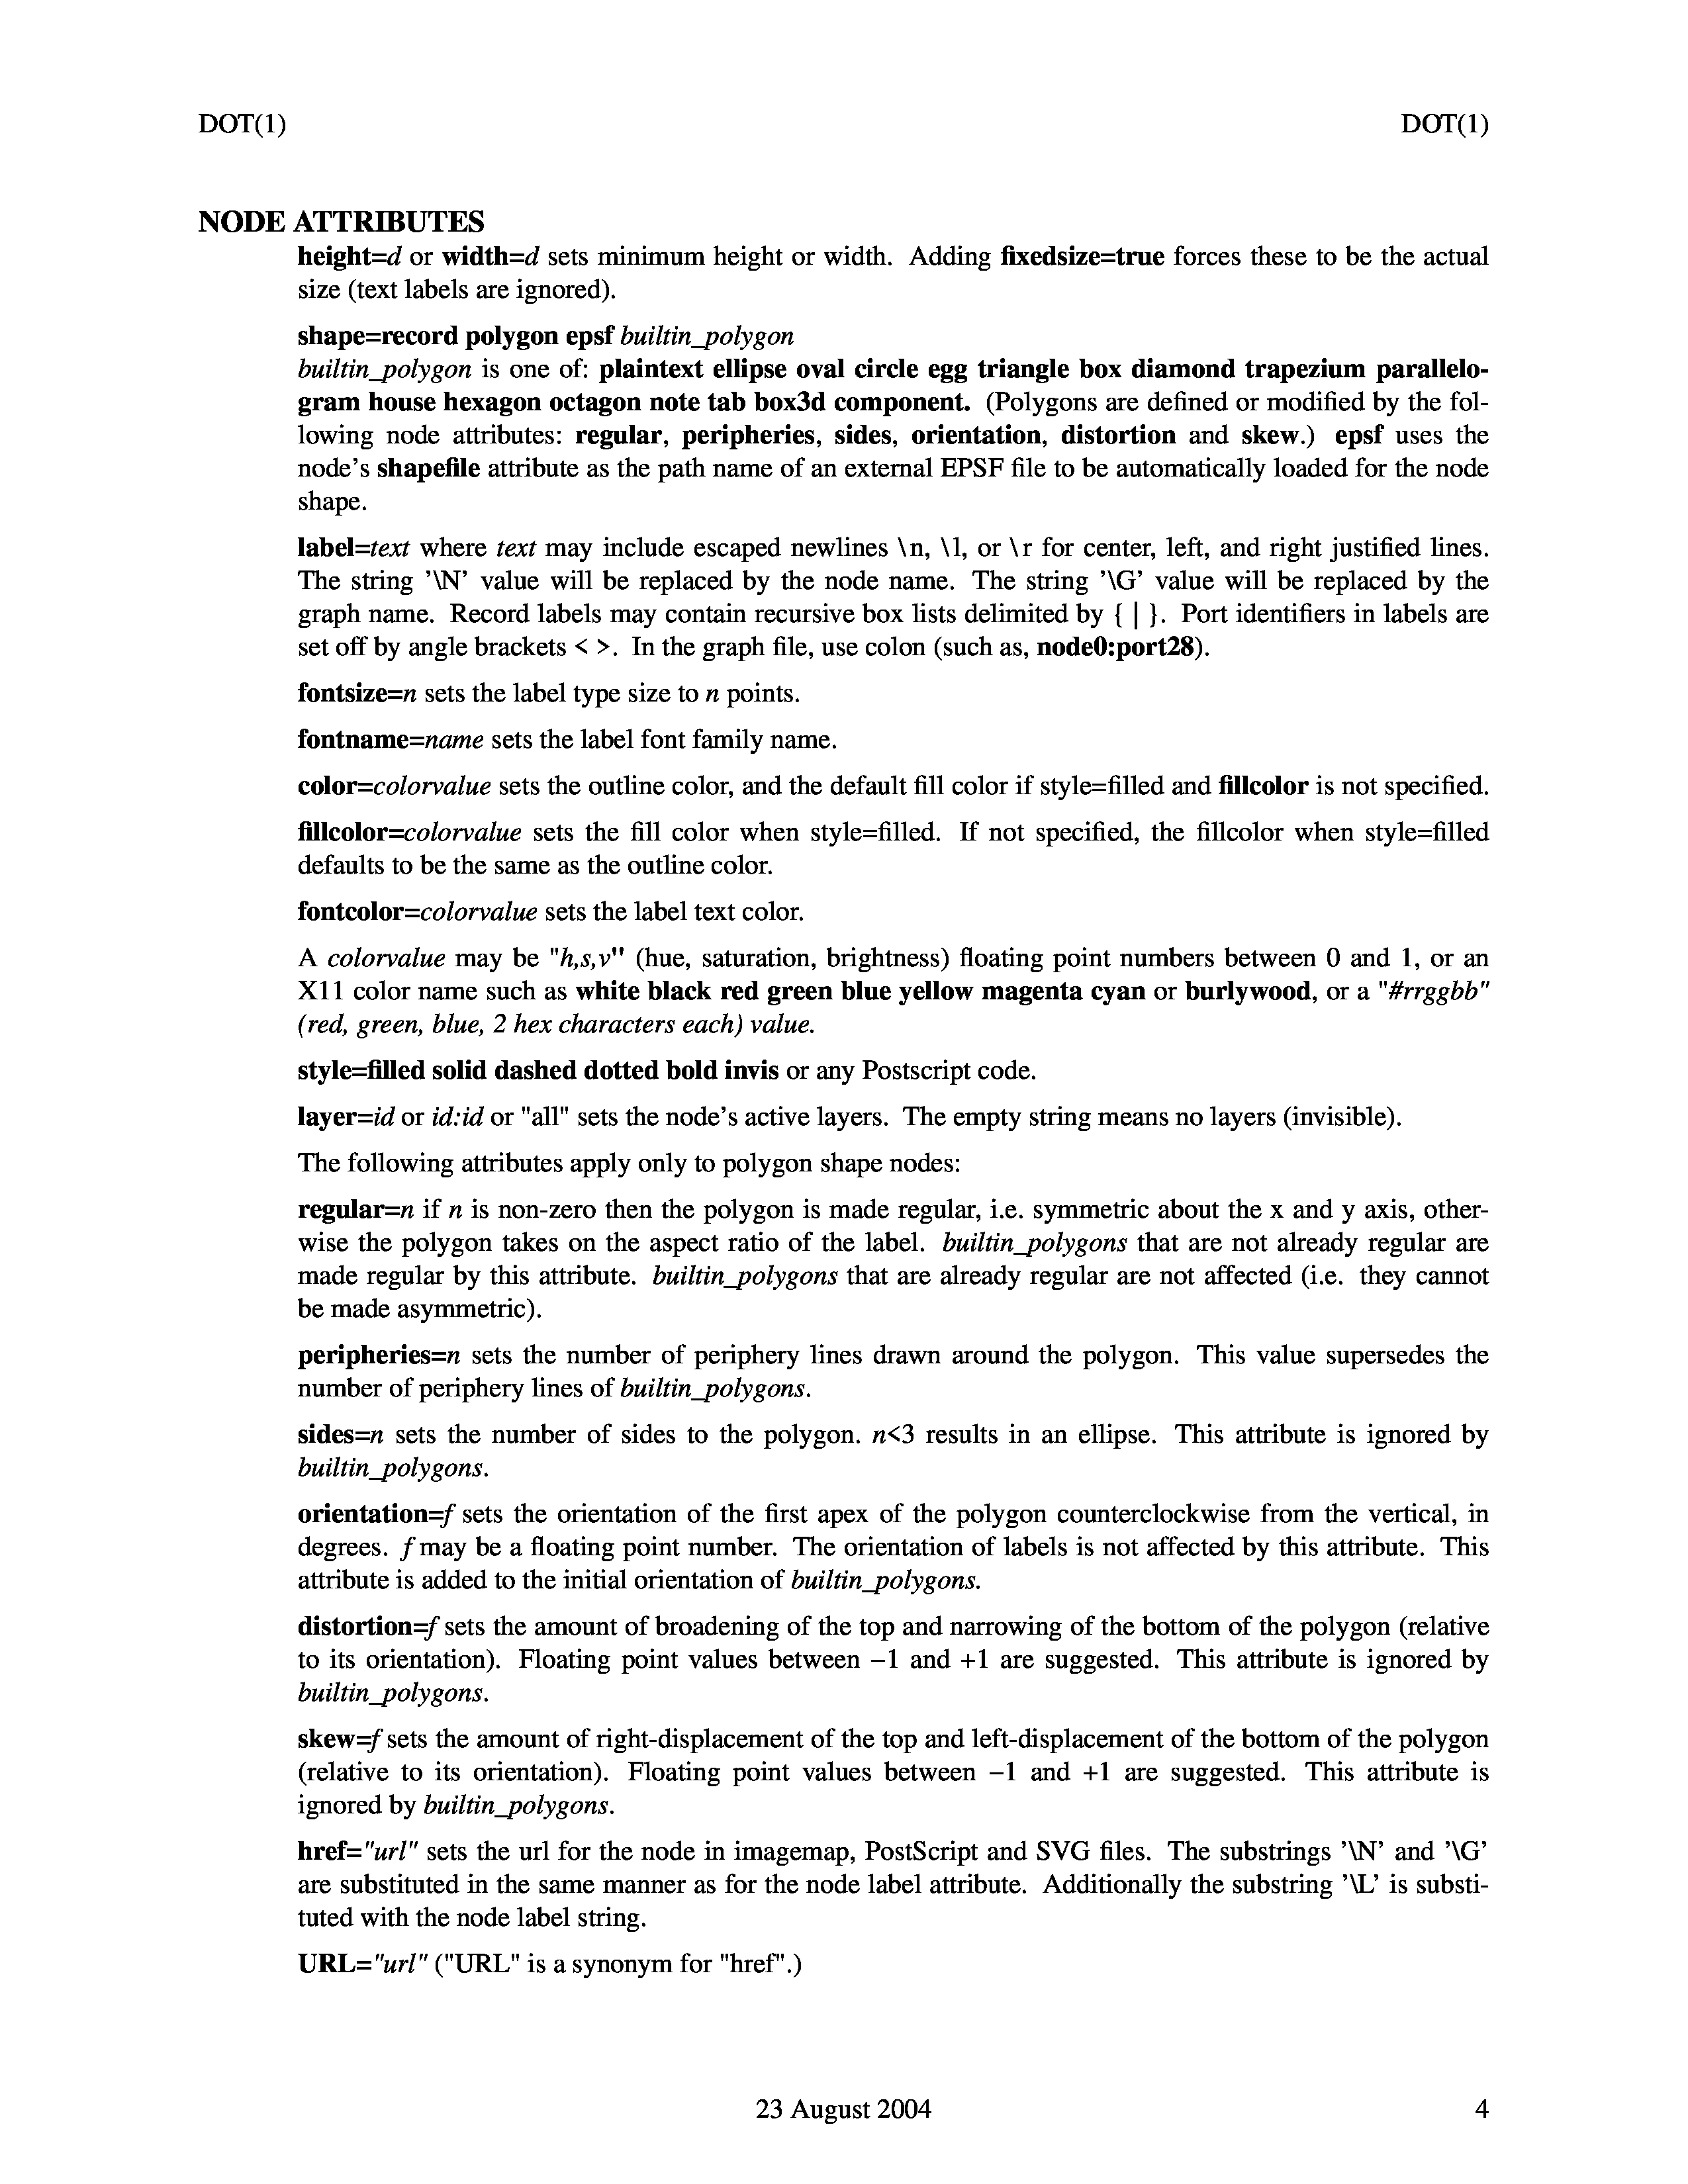 DOT(1) DOT(1)
NODE ATTRIBUTES
height=d or width=d sets minimum height or width. Adding fixedsize=true forces these to be the actual
size (text labels are ignored).
shape=record polygon epsf builtin_polygon
builtin_polygon is one of: plaintext ellipse oval circle egg triangle box diamond trapezium parallelo-
gram house hexagon octagon note tab box3d component. (Polygons are defined or modified by the fol-
lowing node attributes: regular, peripheries, sides, orientation, distortion and skew.) epsf uses the
node’s shapefile attribute as the path name of an external EPSF file to be automatically loaded for the node
shape.
label=text where text may include escaped newlines \n, \l, or \r for center, left, and right justified lines.
The string ’\N’ value will be replaced by the node name. The string ’\G’ value will be replaced by the
graph name. Record labels may contain recursive box lists delimited by { | }. Port identifiers in labels are
set off by angle brackets < >. In the graph file, use colon (such as, node0:port28).
fontsize=n sets the label type size to n points.
fontname=name sets the label font family name.
color=colorvalue sets the outline color, and the default fill color if style=filled and fillcolor is not specified.
fillcolor=colorvalue sets the fill color when style=filled. If not specified, the fillcolor when style=filled
defaults to be the same as the outline color.
fontcolor=colorvalue sets the label text color.
A colorvalue may be "h,s,v" (hue, saturation, brightness) floating point numbers between 0 and 1, or an
X11 color name such as white black red green blue yellow magenta cyan or burlywood, or a "#rrggbb"
(red, green, blue, 2 hex characters each) value.
style=filled solid dashed dotted bold invis or any Postscript code.
layer=id or id:id or "all" sets the node’s active layers. The empty string means no layers (invisible).
The following attributes apply only to polygon shape nodes:
regular=n if n is non-zero then the polygon is made regular, i.e. symmetric about the x and y axis, other-
wise the polygon takes on the aspect ratio of the label. builtin_polygons that are not already regular are
made regular by this attribute. builtin_polygons that are already regular are not affected (i.e. they cannot
be made asymmetric).
peripheries=n sets the number of periphery lines drawn around the polygon. This value supersedes the
number of periphery lines of builtin_polygons.
sides=n sets the number of sides to the polygon. n<3 results in an ellipse. This attribute is ignored by
builtin_polygons.
orientation=f sets the orientation of the first apex of the polygon counterclockwise from the vertical, in
degrees. f may be a floating point number. The orientation of labels is not affected by this attribute. This
attribute is added to the initial orientation of builtin_polygons.
distortion=f sets the amount of broadening of the top and narrowing of the bottom of the polygon (relative
to its orientation). Floating point values between −1 and +1 are suggested. This attribute is ignored by
builtin_polygons.
skew=f sets the amount of right-displacement of the top and left-displacement of the bottom of the polygon
(relative to its orientation). Floating point values between −1 and +1 are suggested. This attribute is
ignored by builtin_polygons.
href="url" sets the url for the node in imagemap, PostScript and SVG files. The substrings ’\N’ and ’\G’
are substituted in the same manner as for the node label attribute. Additionally the substring ’\L’ is substi-
tuted with the node label string.
URL="url" ("URL" is a synonym for "href".)
23 August 2004 4